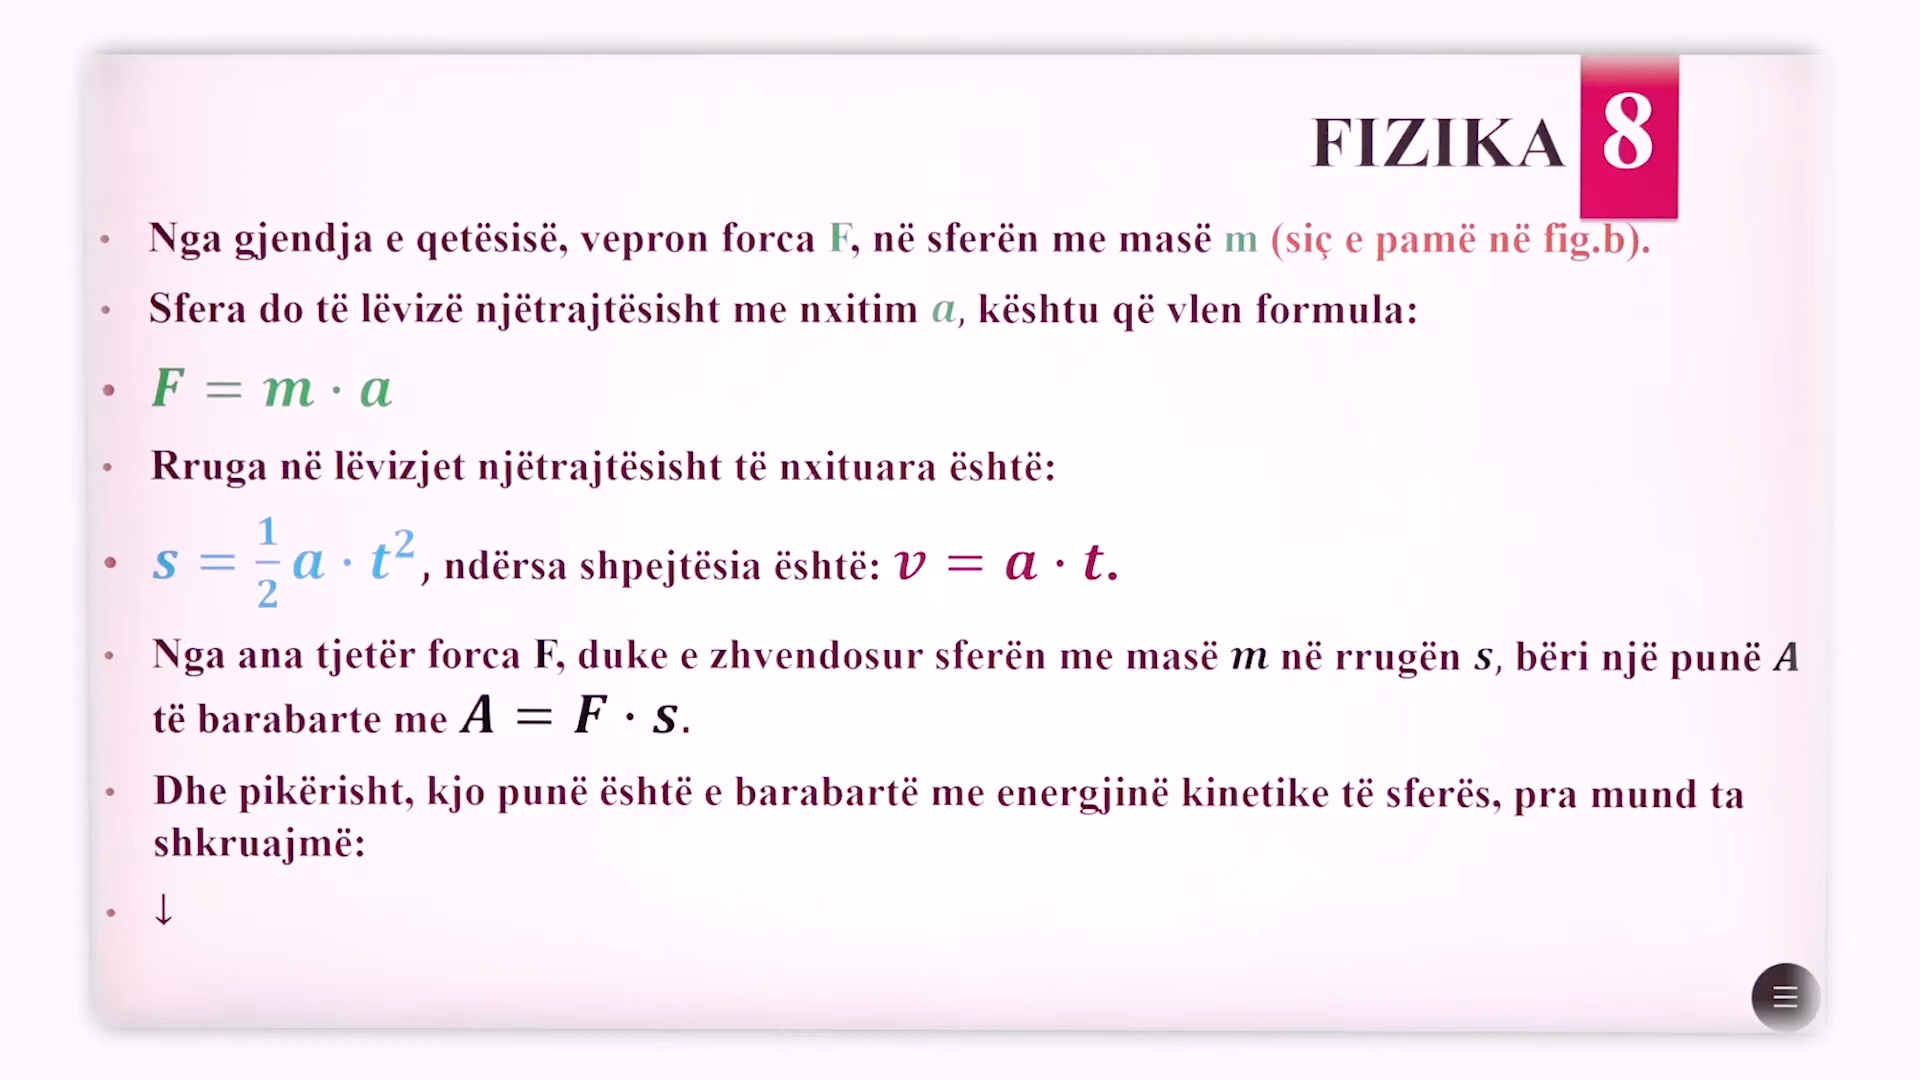 FIZIKA 8
• Nga gjendja e qetësisë, vepron forca F, në sferën me masë m (siç e pamë në fig.b).
• Sfera do të lëvizë njëtrajtësisht me nxitim a, kështu që vlen formula:
• F = m · a
• Rruga në lëvizjet njëtrajtësisht të nxituara është:
• s = 1/2 a · t², ndërsa shpejtësia është: v = a · t.
• Nga ana tjetër forca F, duke e zhvendosur sferën me masë m në rrugën s, bëri një punë A
të barabarte me A = F · s.
• Dhe pikërisht, kjo punë është e barabartë me energjinë kinetike të sferës, pra mund ta
shkruajmë:
• ↓